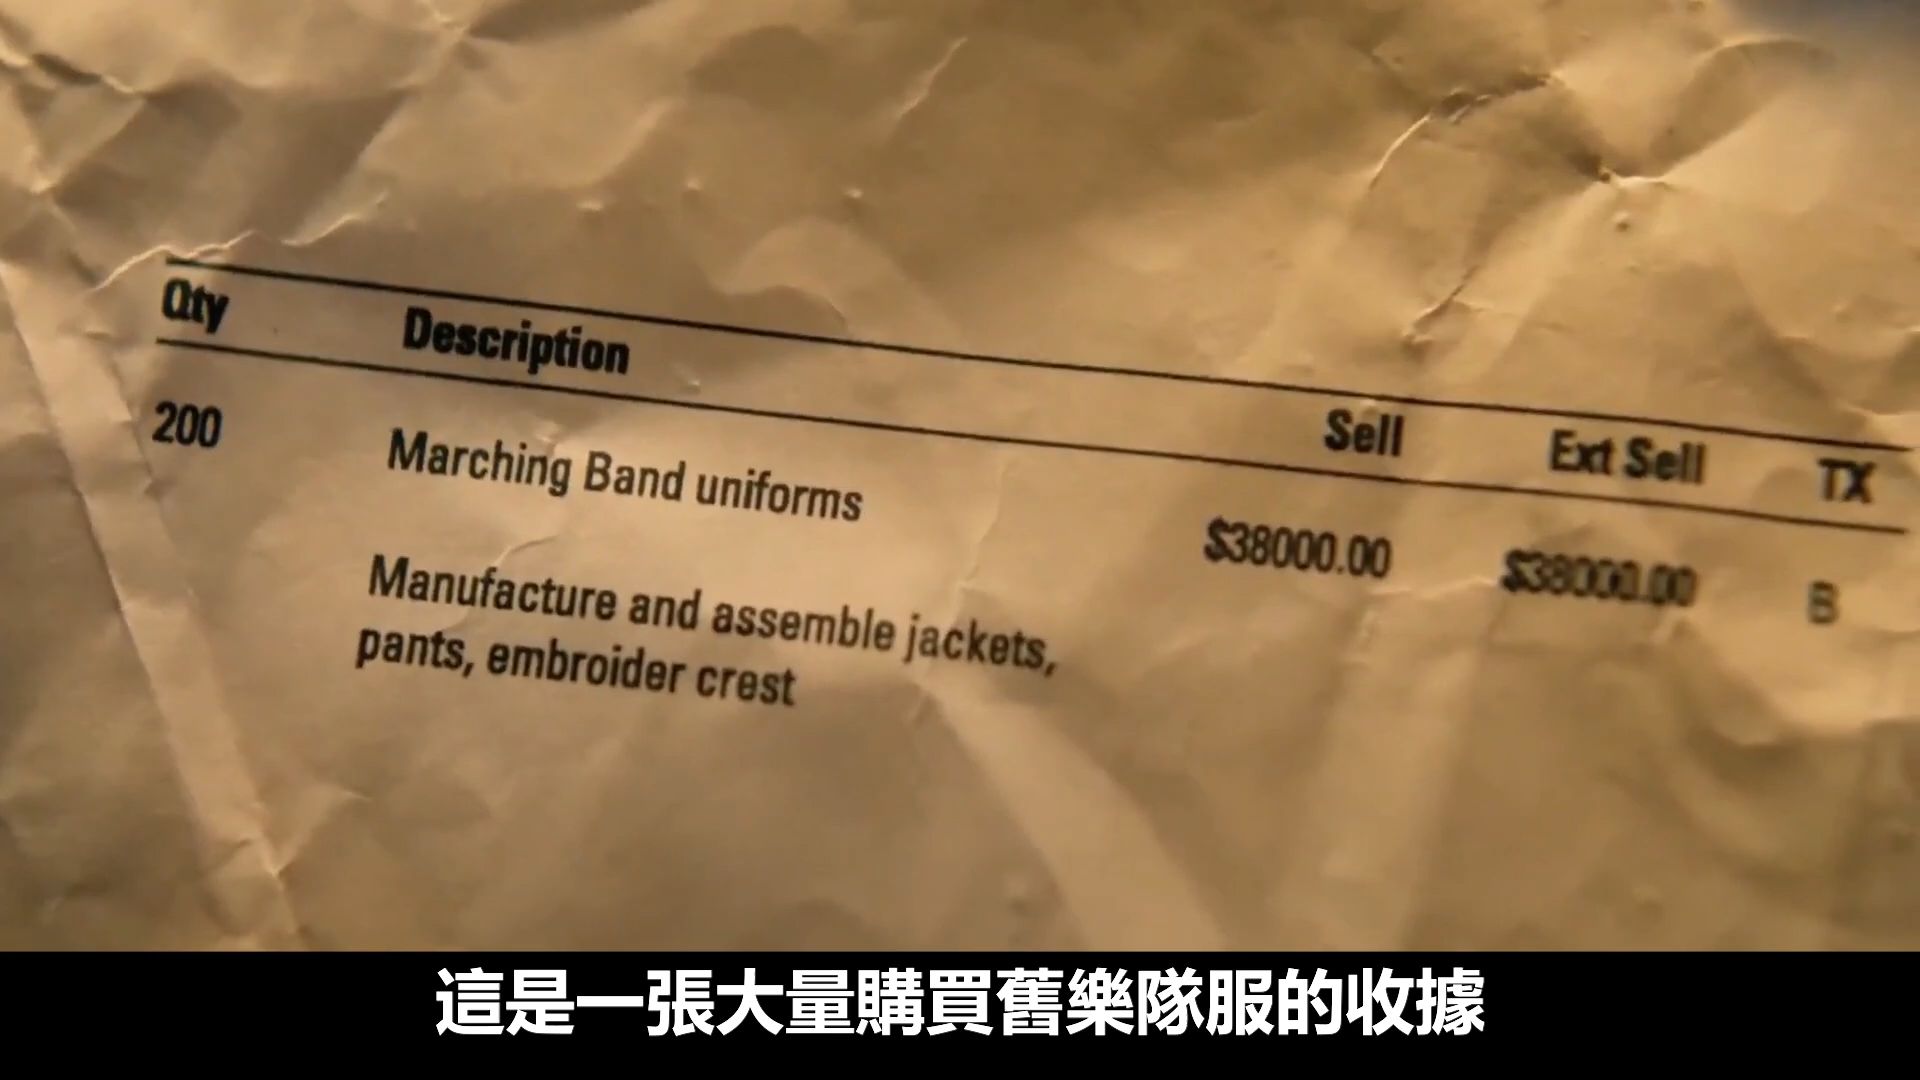 Qty Description Sell Ext Sell TX
200 Marching Band uniforms $38000.00 $38000.00 B
Manufacture and assemble jackets,
pants, embroider crest
這是一張大量購買舊樂隊服的收據